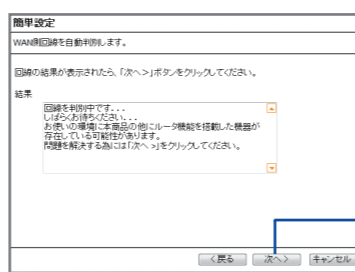 簡単設定
WAN側回線を自動判別します。
回線の結果が表示されたら、「次へ>」ボタンをクリックしてください。
結果
回線を判別中です...
しばらくお待ちください...
お使いの環境に本商品の他にルータ機能を搭載した機器が
存在している可能性があります。
問題を解決する為には「次へ >」をクリックしてください。
< 戻る 次へ > キャンセル